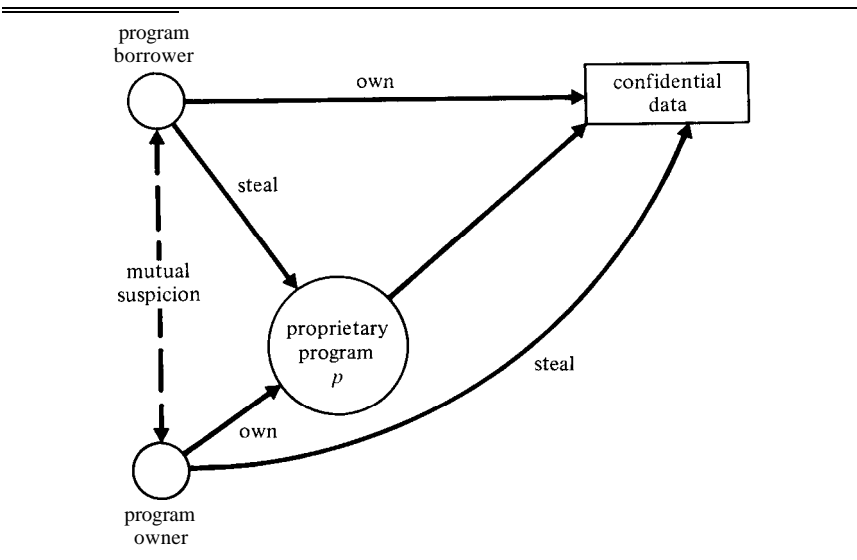 program
borrower
own
confidential
data
steal
mutual
suspicion
proprietary
program
p
steal
own
program
owner